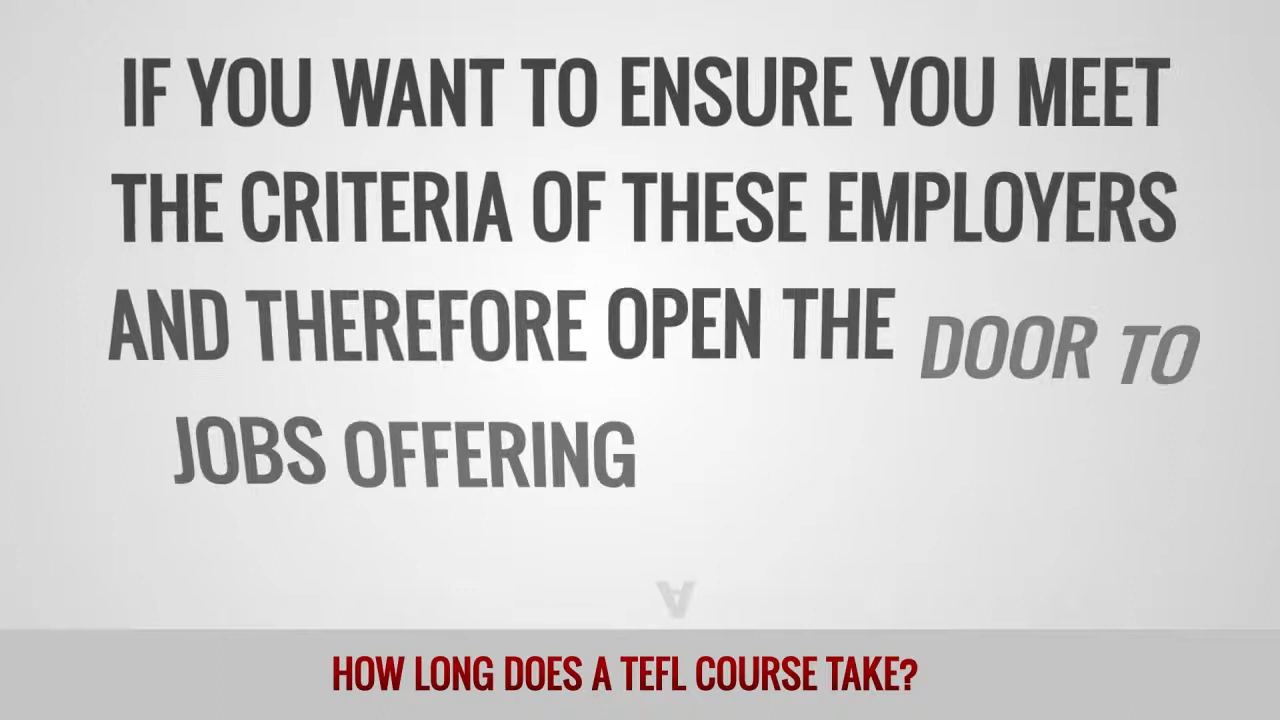 IF YOU WANT TO ENSURE YOU MEET
THE CRITERIA OF THESE EMPLOYERS
AND THEREFORE OPEN THE DOOR TO
JOBS OFFERING
A
HOW LONG DOES A TEFL COURSE TAKE?